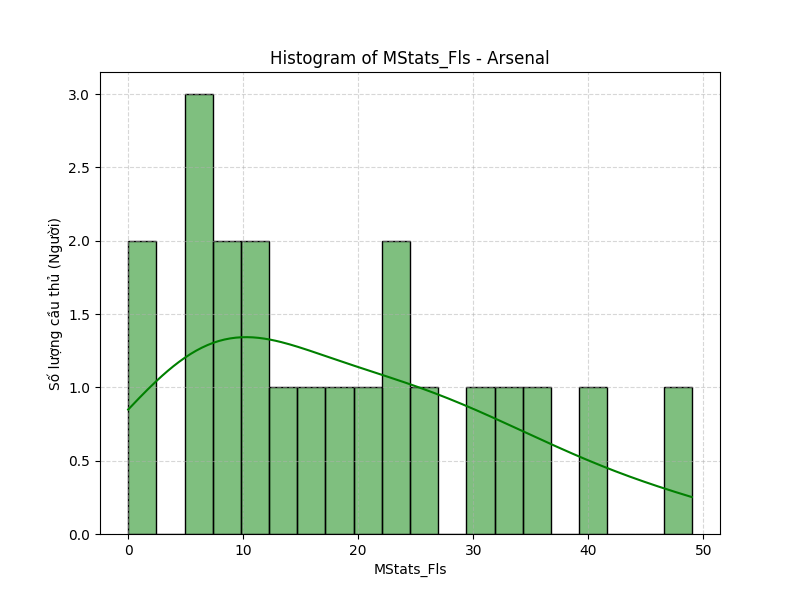 Histogram of MStats_Fls - Arsenal
Số lượng cầu thủ (Người)
3.0
2.5
2.0
1.5
1.0
0.5
0.0
0 10 20 30 40 50
MStats_Fls